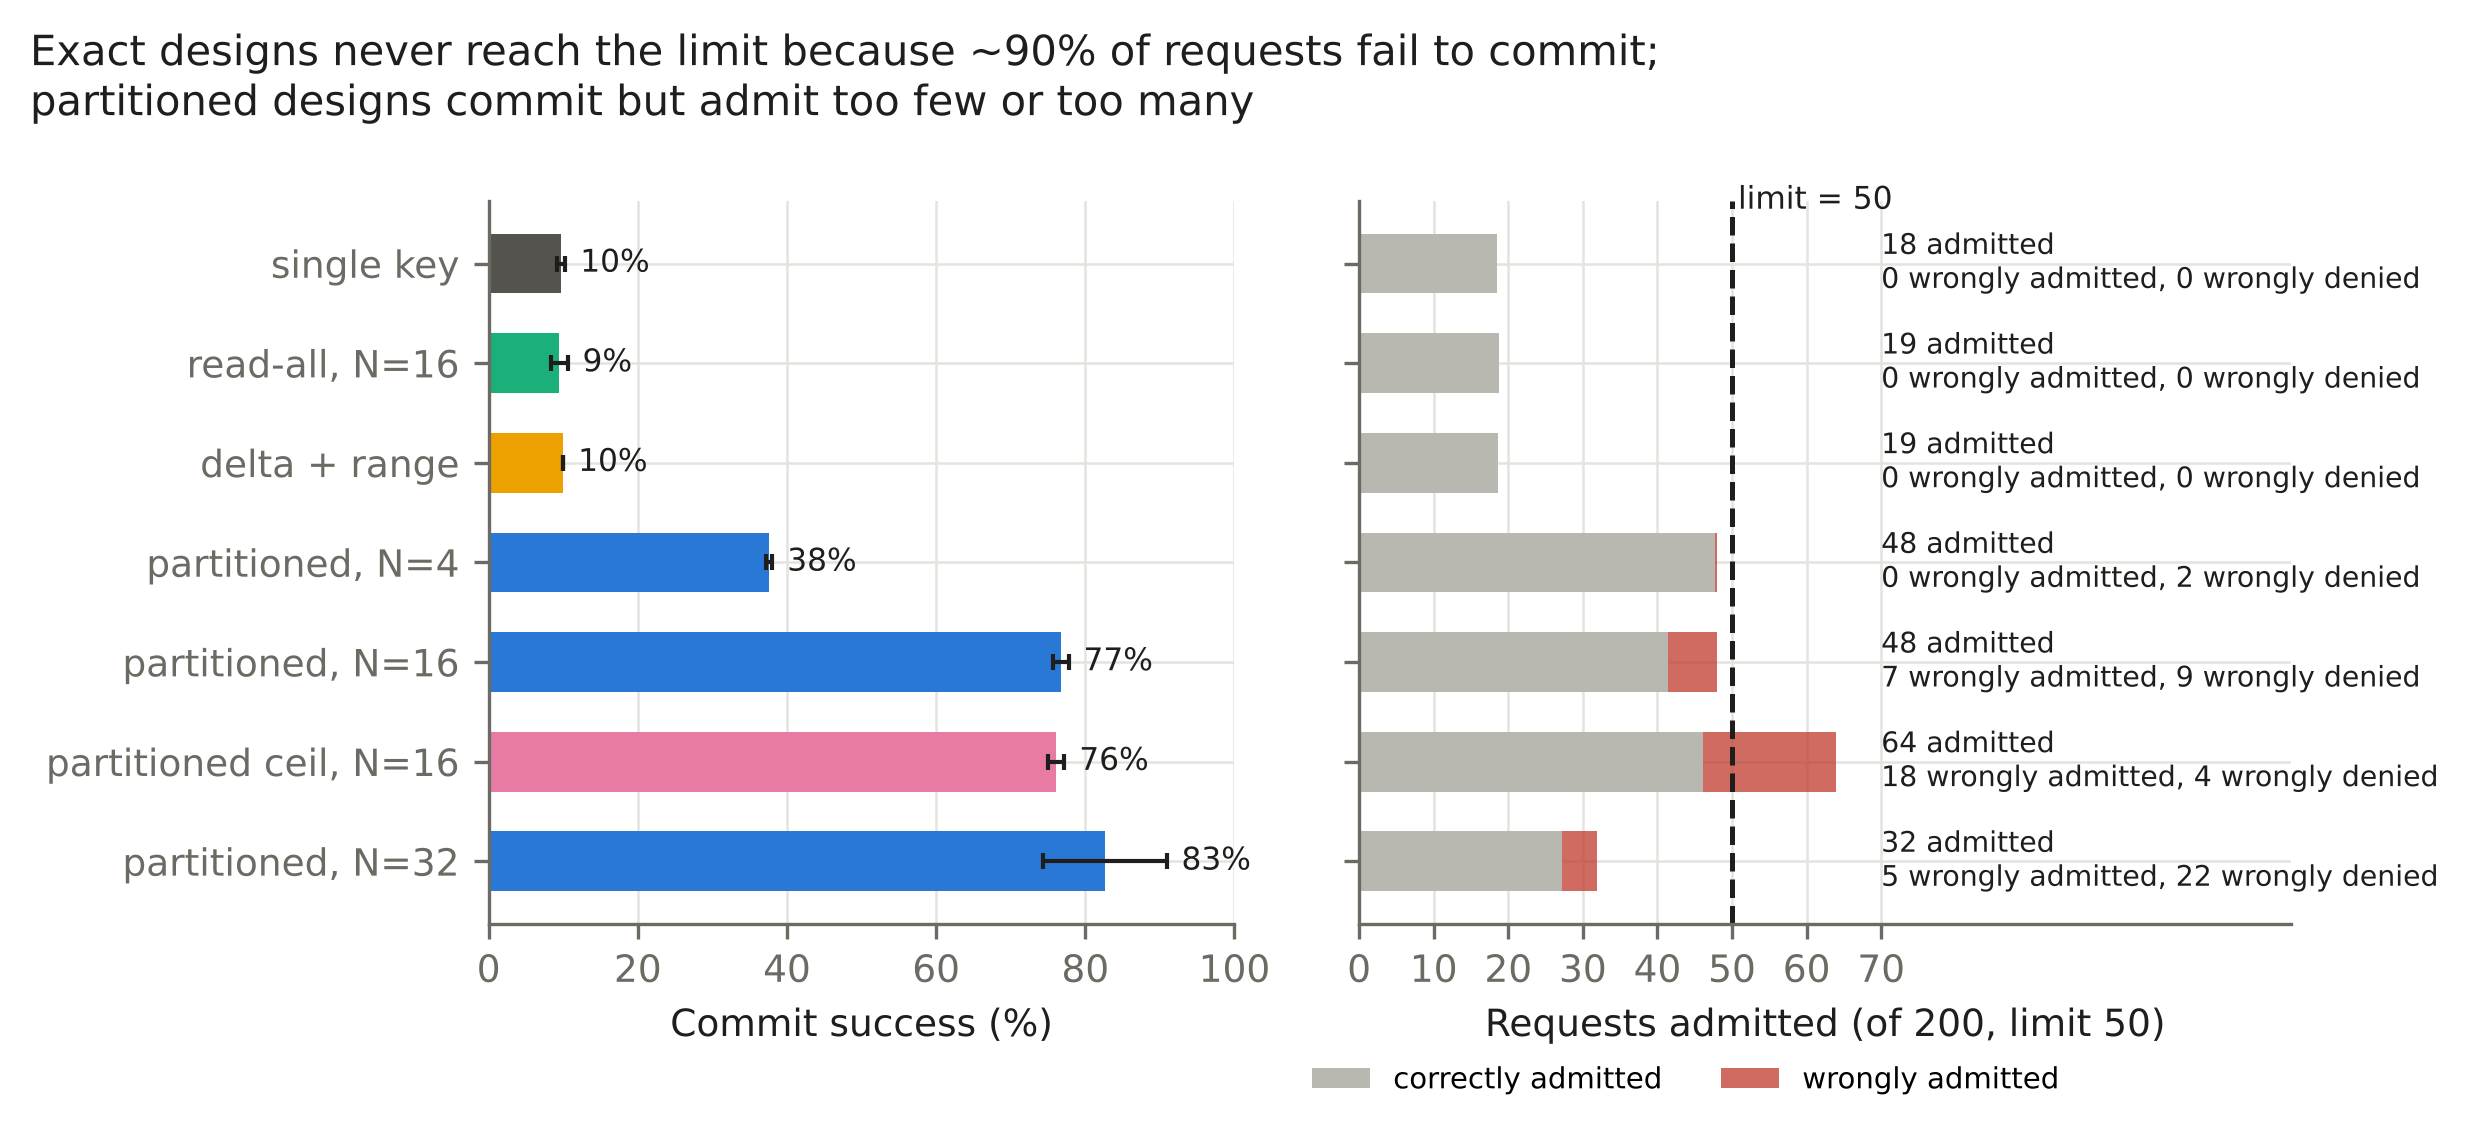 Exact designs never reach the limit because ~90% of requests fail to commit;
partitioned designs commit but admit too few or too many
single key
read-all, N=16
delta + range
partitioned, N=4
partitioned, N=16
partitioned ceil, N=16
partitioned, N=32
10%
9%
10%
38%
77%
76%
83%
0 20 40 60 80 100
Commit success (%)
limit = 50
18 admitted
0 wrongly admitted, 0 wrongly denied
19 admitted
0 wrongly admitted, 0 wrongly denied
19 admitted
0 wrongly admitted, 0 wrongly denied
48 admitted
0 wrongly admitted, 2 wrongly denied
48 admitted
7 wrongly admitted, 9 wrongly denied
64 admitted
18 wrongly admitted, 4 wrongly denied
32 admitted
5 wrongly admitted, 22 wrongly denied
0 10 20 30 40 50 60 70
Requests admitted (of 200, limit 50)
correctly admitted
wrongly admitted